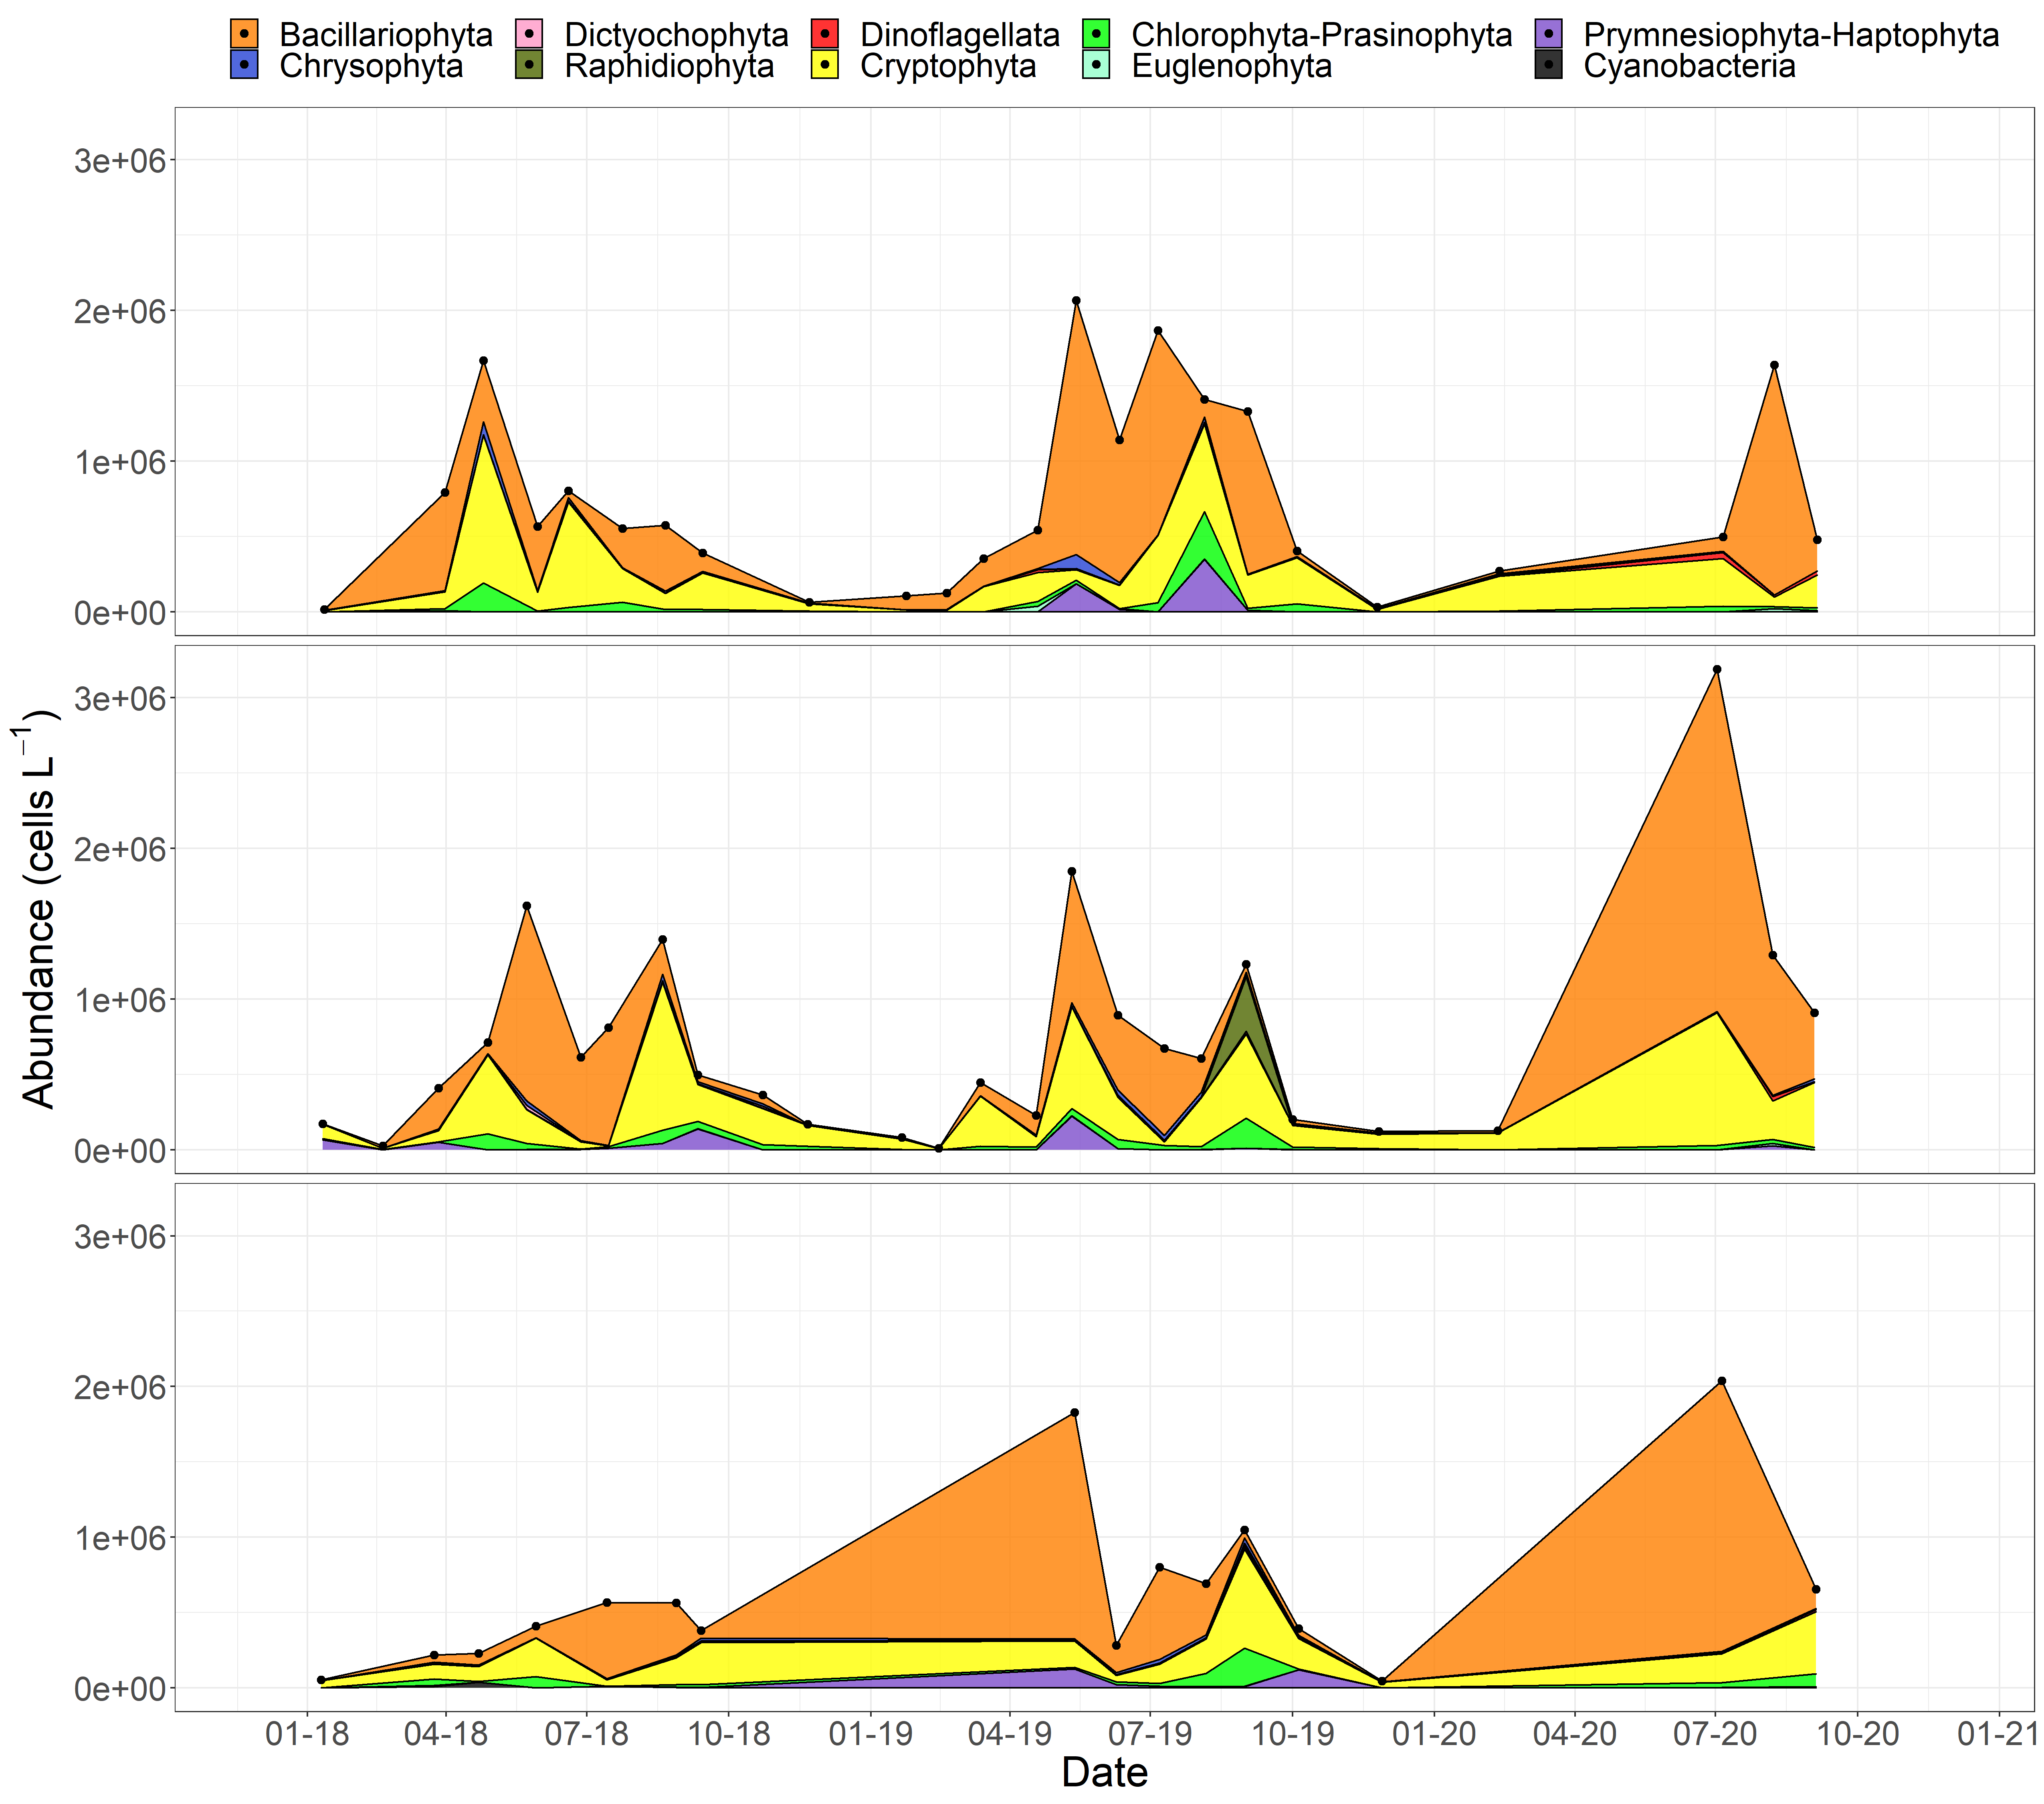 Bacillariophyta Dictyochophyta Dinoflagellata Chlorophyta-Prasinophyta Prymnesiophyta-Haptophyta
Chrysophyta Raphidiophyta Cryptophyta Euglenophyta Cyanobacteria
3e+06
2e+06
1e+06
0e+00
3e+06
2e+06
1e+06
0e+00
Abundance (cells L⁻¹)
3e+06
2e+06
1e+06
0e+00
01-18 04-18 07-18 10-18 01-19 04-19 07-19 10-19 01-20 04-20 07-20 10-20 01-21
Date